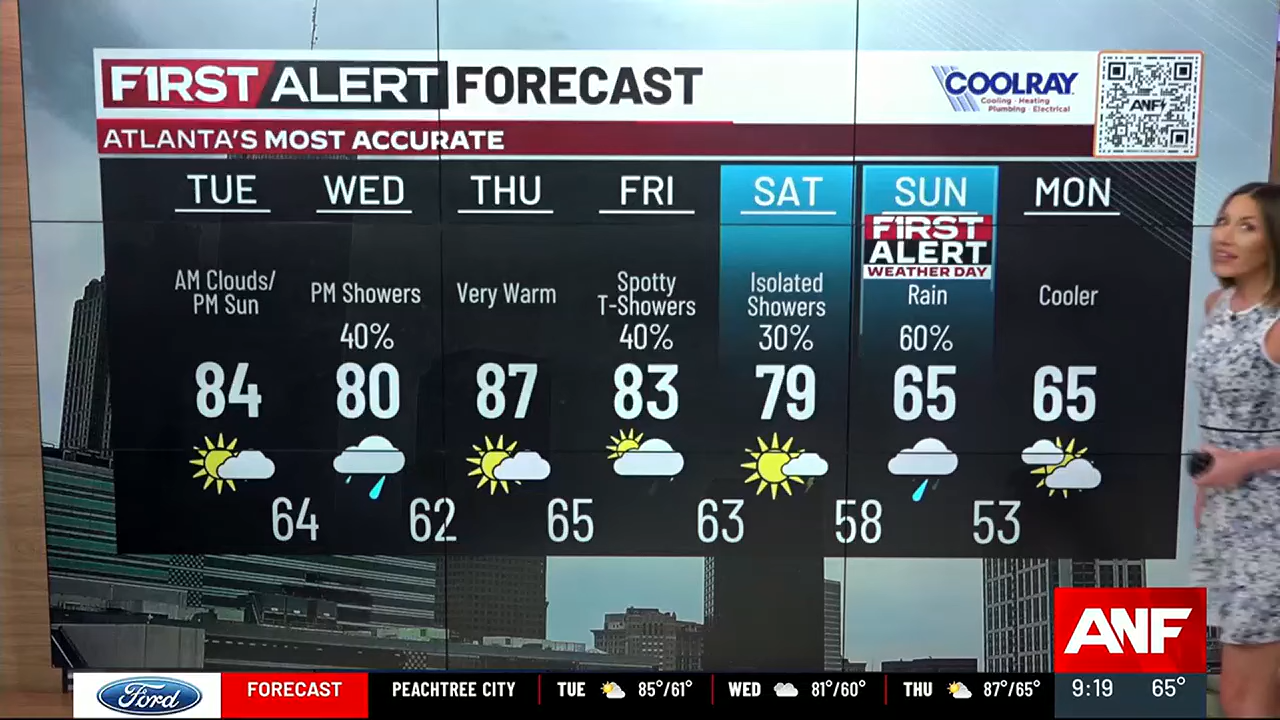 F1RST ALERT FORECAST
COOLRAY
Cooling · Heating
Plumbing · Electrical
ANF
ATLANTA'S MOST ACCURATE
TUE WED THU FRI SAT SUN MON
F1RST
ALERT
WEATHER DAY
AM Clouds/
PM Sun
PM Showers
Very Warm
Spotty
T-Showers
Isolated
Showers
Rain
Cooler
40% 40% 30% 60%
84 80 87 83 79 65 65
64 62 65 63 58 53
ANF
Ford FORECAST PEACHTREE CITY TUE 85°/61° WED 81°/60° THU 87°/65° 9:19 65°